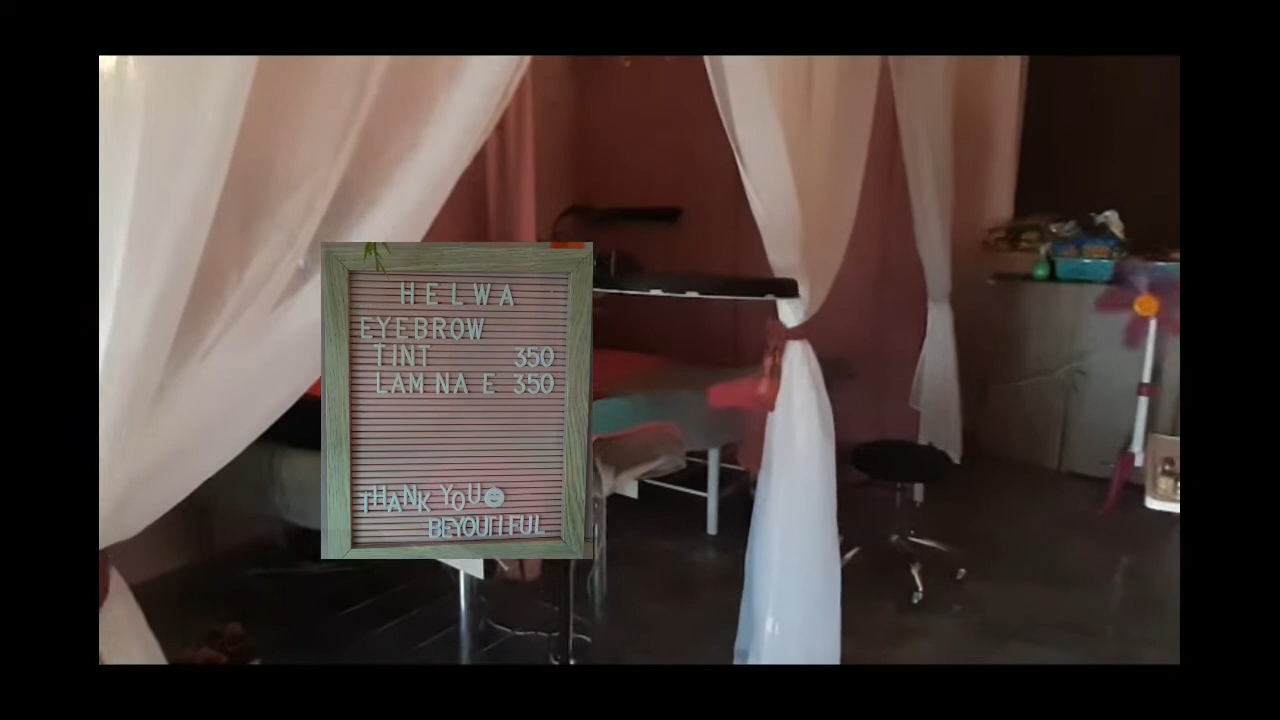 HELWA
EYEBROW
TINT 350
LAM NA E 350
THANK YOU
BEYOUTIFUL